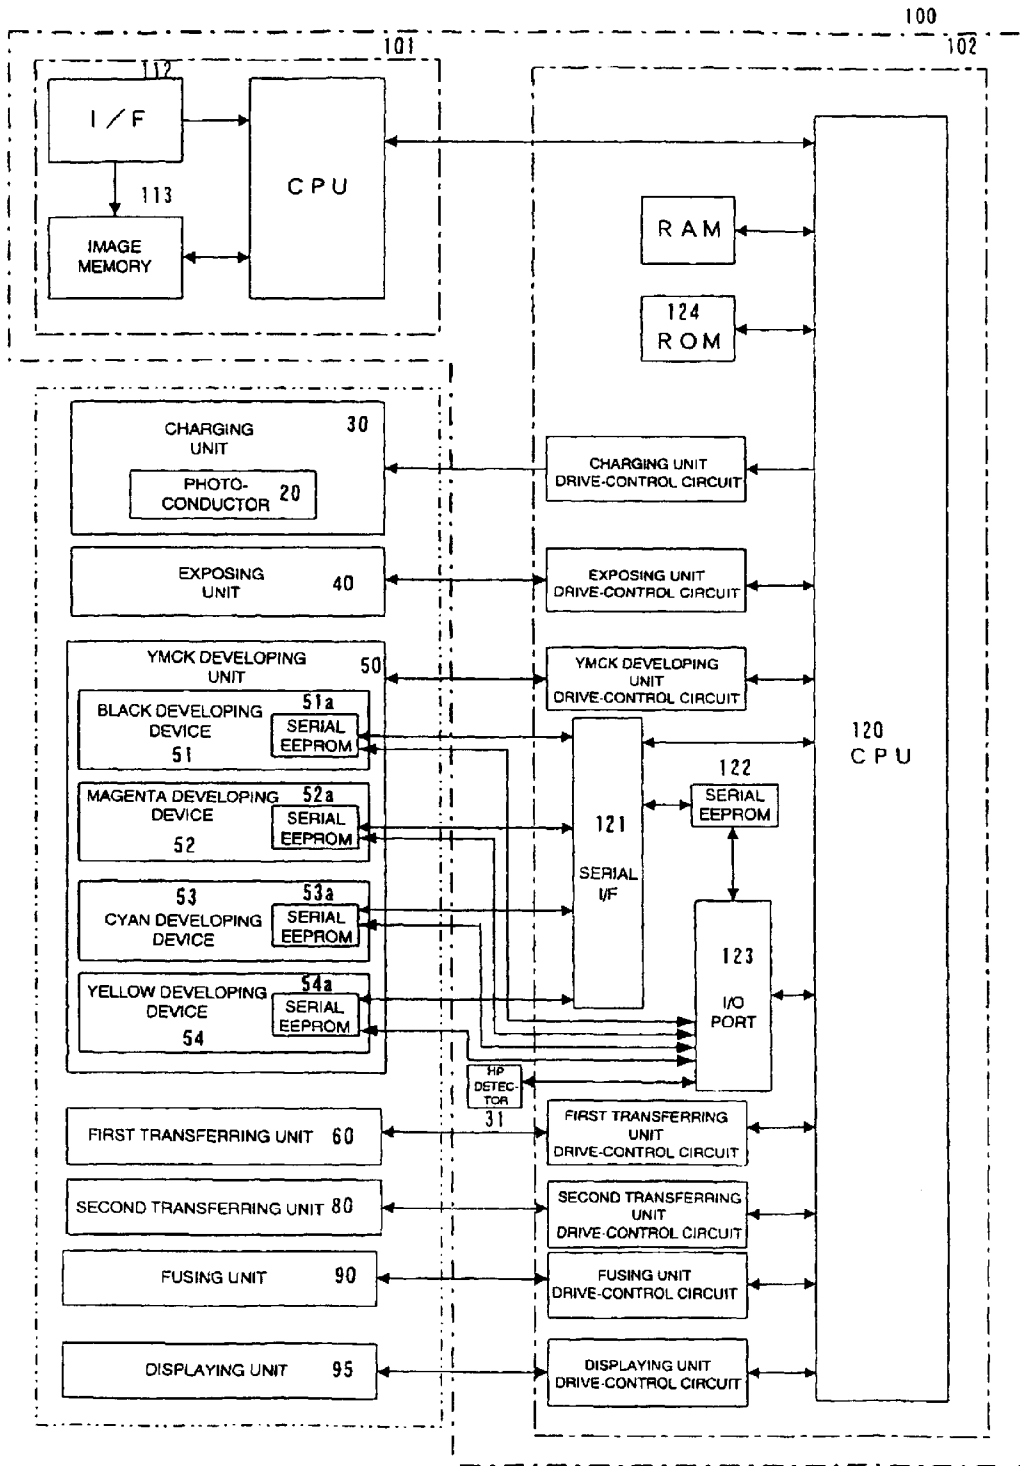 100
101
102
112
I/F
CPU
113
IMAGE
MEMORY
RAM
124
ROM
CHARGING
UNIT
30
PHOTO-
CONDUCTOR
20
CHARGING UNIT
DRIVE-CONTROL CIRCUIT
EXPOSING
UNIT
40
EXPOSING UNIT
DRIVE-CONTROL CIRCUIT
YMCK DEVELOPING
UNIT
50
YMCK DEVELOPING
UNIT
DRIVE-CONTROL CIRCUIT
BLACK DEVELOPING
DEVICE
51
51a
SERIAL
EEPROM
MAGENTA DEVELOPING
DEVICE
52
52a
SERIAL
EEPROM
53
CYAN DEVELOPING
DEVICE
53a
SERIAL
EEPROM
YELLOW DEVELOPING
DEVICE
54
54a
SERIAL
EEPROM
121
SERIAL
I/F
122
SERIAL
EEPROM
123
I/O
PORT
120
CPU
HP
DETEC-
TOR
31
FIRST TRANSFERRING UNIT 60
FIRST TRANSFERRING
UNIT
DRIVE-CONTROL CIRCUIT
SECOND TRANSFERRING UNIT 80
SECOND TRANSFERRING
UNIT
DRIVE-CONTROL CIRCUIT
FUSING UNIT 90
FUSING UNIT
DRIVE-CONTROL CIRCUIT
DISPLAYING UNIT 95
DISPLAYING UNIT
DRIVE-CONTROL CIRCUIT